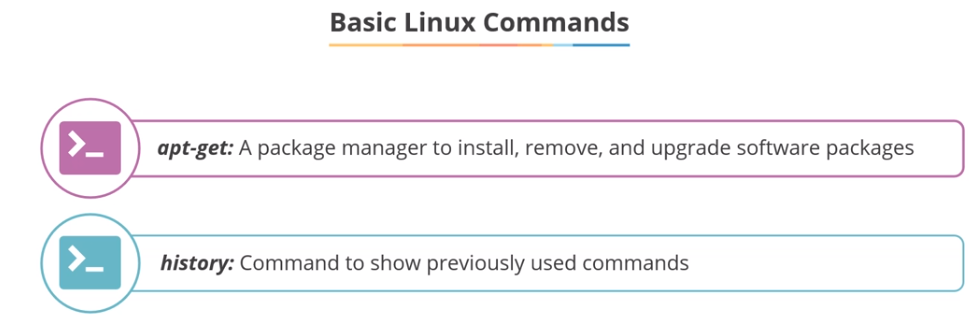 Basic Linux Commands
apt-get: A package manager to install, remove, and upgrade software packages
history: Command to show previously used commands